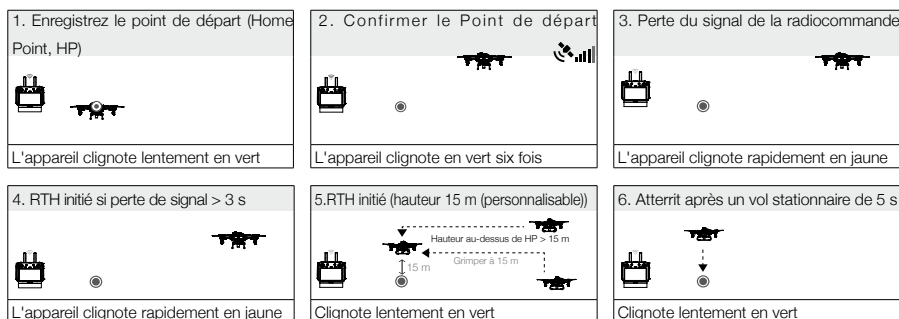 1. Enregistrez le point de départ (Home
Point, HP)
L'appareil clignote lentement en vert
2. Confirmer le Point de départ
L'appareil clignote en vert six fois
3. Perte du signal de la radiocommande
L'appareil clignote rapidement en jaune
4. RTH initié si perte de signal > 3 s
L'appareil clignote rapidement en jaune
5.RTH initié (hauteur 15 m (personnalisable))
Hauteur au-dessus de HP > 15 m
Grimper à 15 m
15 m
Clignote lentement en vert
6. Atterrit après un vol stationnaire de 5 s
Clignote lentement en vert